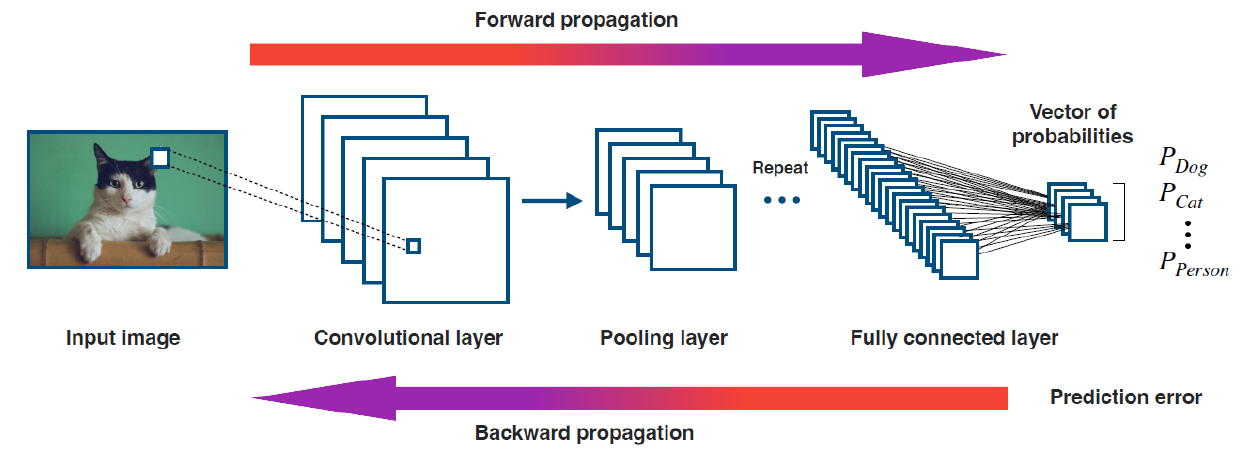 Forward propagation
Vector of
probabilities
Repeat
P_Dog
P_Cat
P_Person
Input image
Convolutional layer
Pooling layer
Fully connected layer
Prediction error
Backward propagation